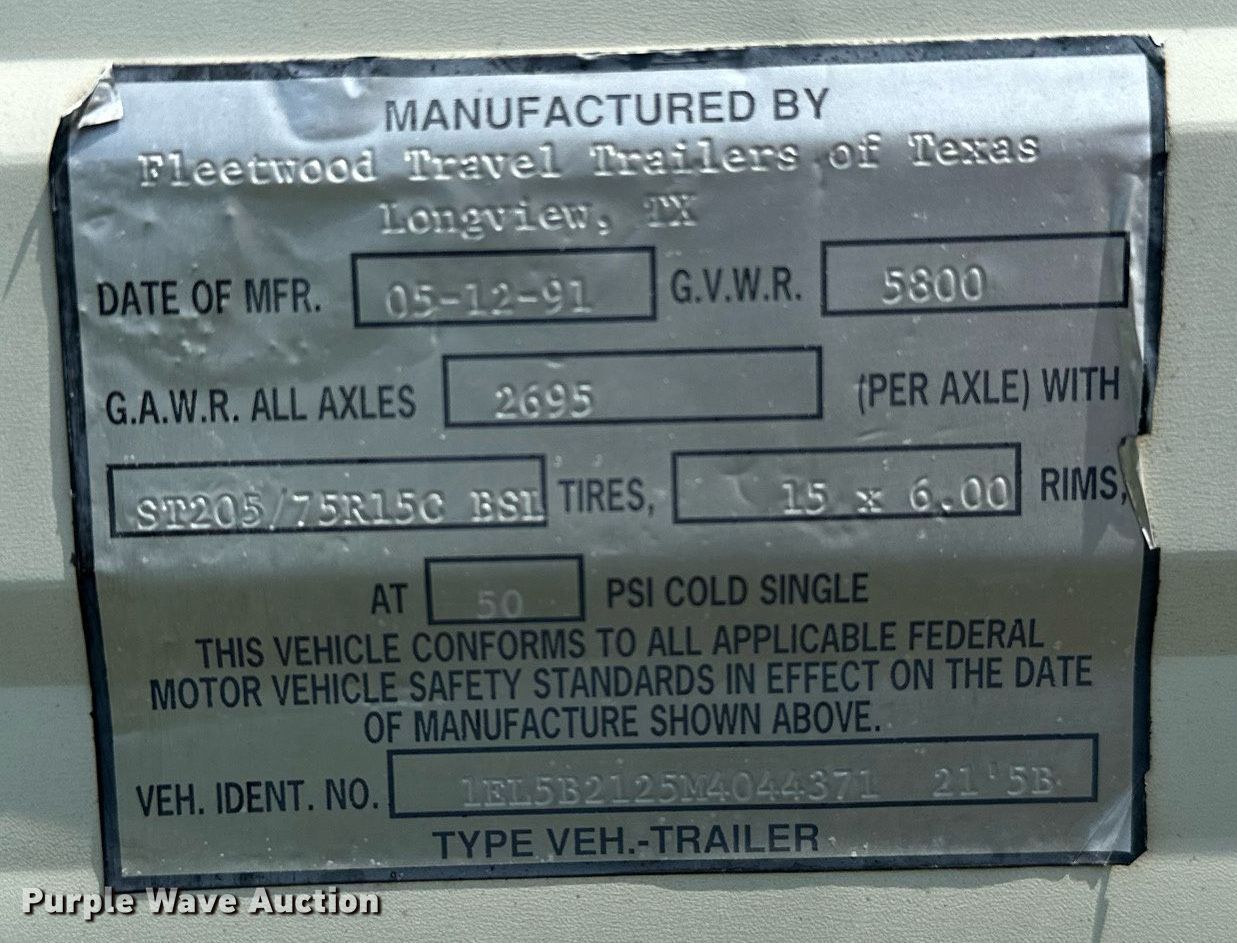 MANUFACTURED BY
Fleetwood Travel Trailers of Texas
Longview, TX
DATE OF MFR. 05-12-91 G.V.W.R. 5800
G.A.W.R. ALL AXLES 2695 (PER AXLE) WITH
ST205/75R15C BSL TIRES, 15 x 6.00 RIMS,
AT 50 PSI COLD SINGLE
THIS VEHICLE CONFORMS TO ALL APPLICABLE FEDERAL
MOTOR VEHICLE SAFETY STANDARDS IN EFFECT ON THE DATE
OF MANUFACTURE SHOWN ABOVE.
VEH. IDENT. NO. 1EL5B2125M4044371 21'5B
TYPE VEH.-TRAILER
Purple Wave Auction